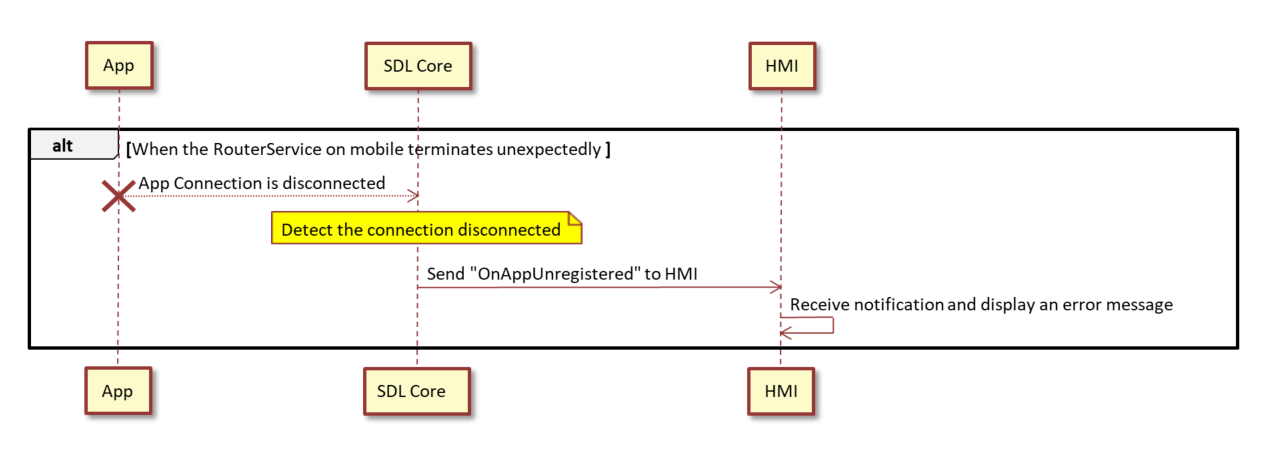 App
SDL Core
HMI
alt
[When the RouterService on mobile terminates unexpectedly ]
App Connection is disconnected
Detect the connection disconnected
Send "OnAppUnregistered" to HMI
Receive notification and display an error message
App
SDL Core
HMI